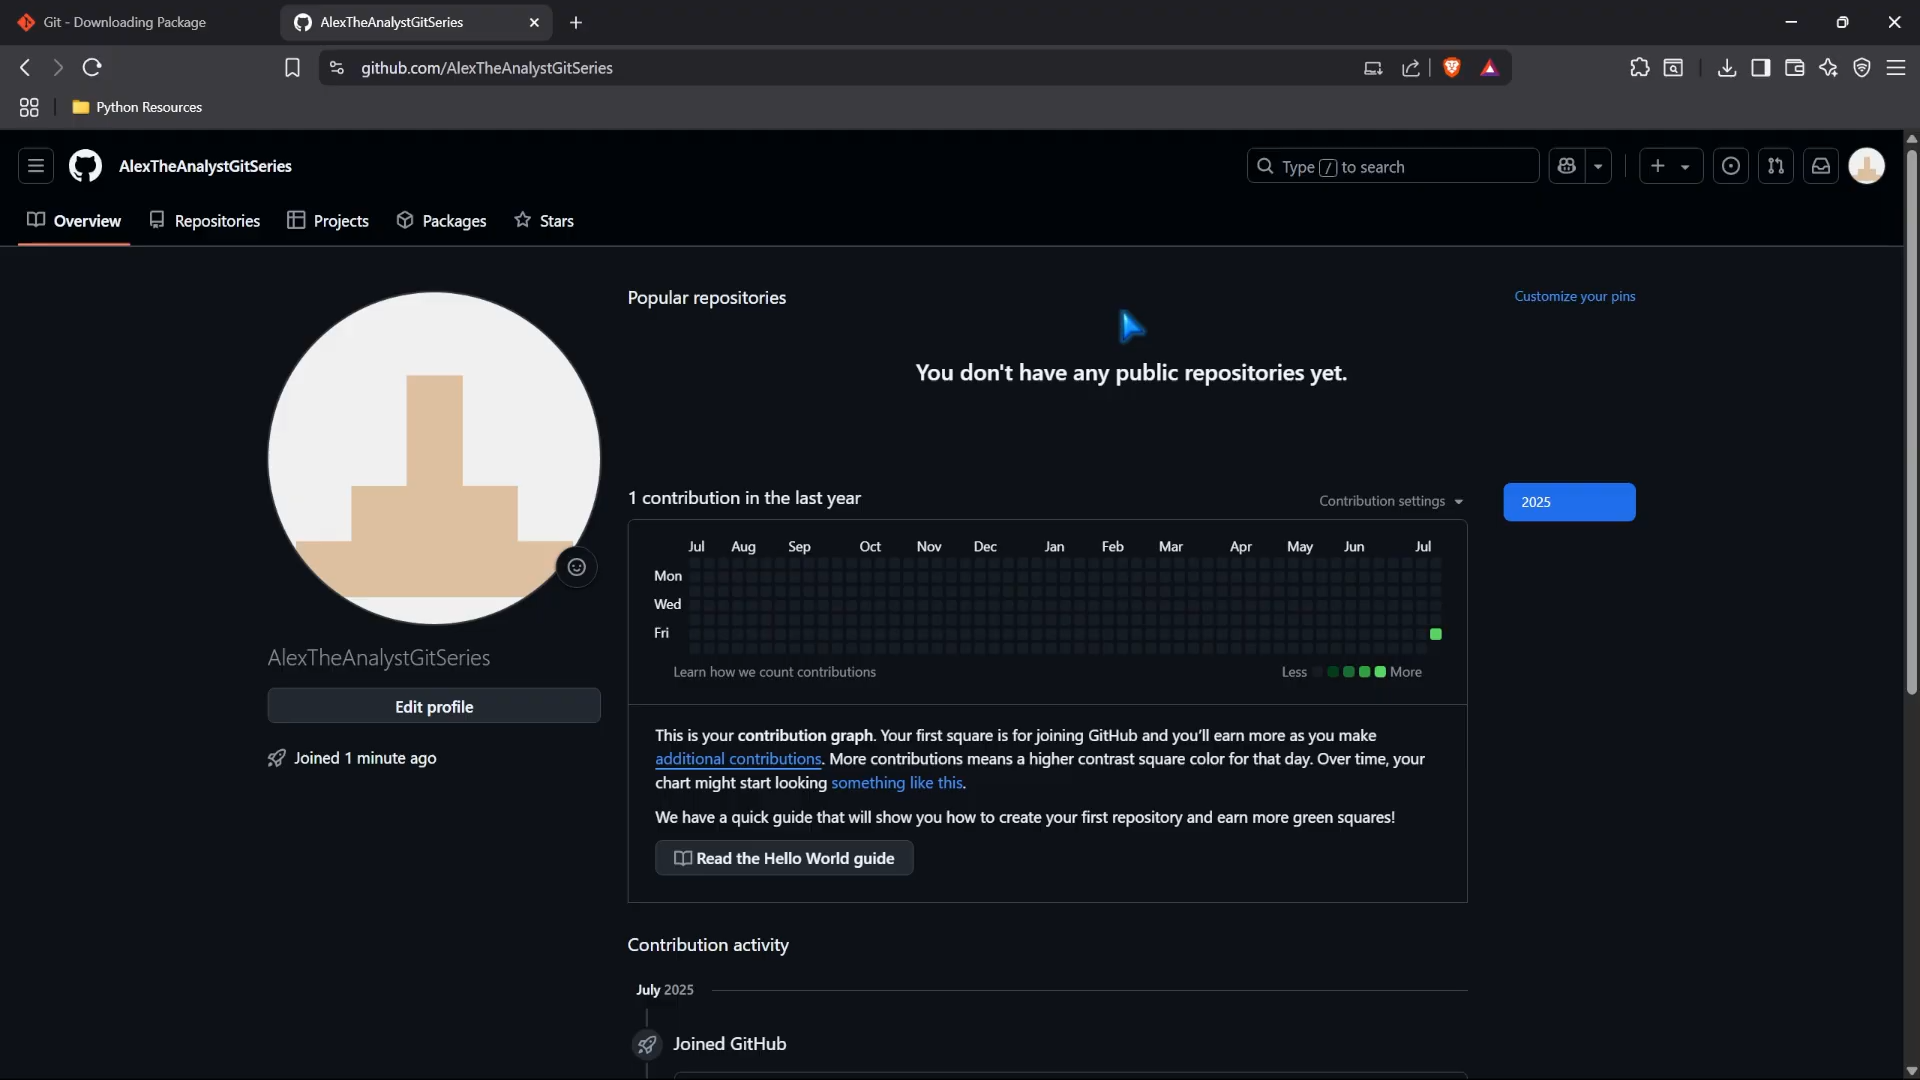 Git - Downloading Package
AlexTheAnalystGitSeries
github.com/AlexTheAnalystGitSeries
Python Resources
AlexTheAnalystGitSeries
Type / to search
Overview
Repositories
Projects
Packages
Stars
Popular repositories
Customize your pins
You don't have any public repositories yet.
1 contribution in the last year
Contribution settings
2025
Jul Aug Sep Oct Nov Dec Jan Feb Mar Apr May Jun Jul
Mon
Wed
Fri
Learn how we count contributions
Less More
AlexTheAnalystGitSeries
Edit profile
Joined 1 minute ago
This is your contribution graph. Your first square is for joining GitHub and you'll earn more as you make
additional contributions. More contributions means a higher contrast square color for that day. Over time, your
chart might start looking something like this.
We have a quick guide that will show you how to create your first repository and earn more green squares!
Read the Hello World guide
Contribution activity
July 2025
Joined GitHub